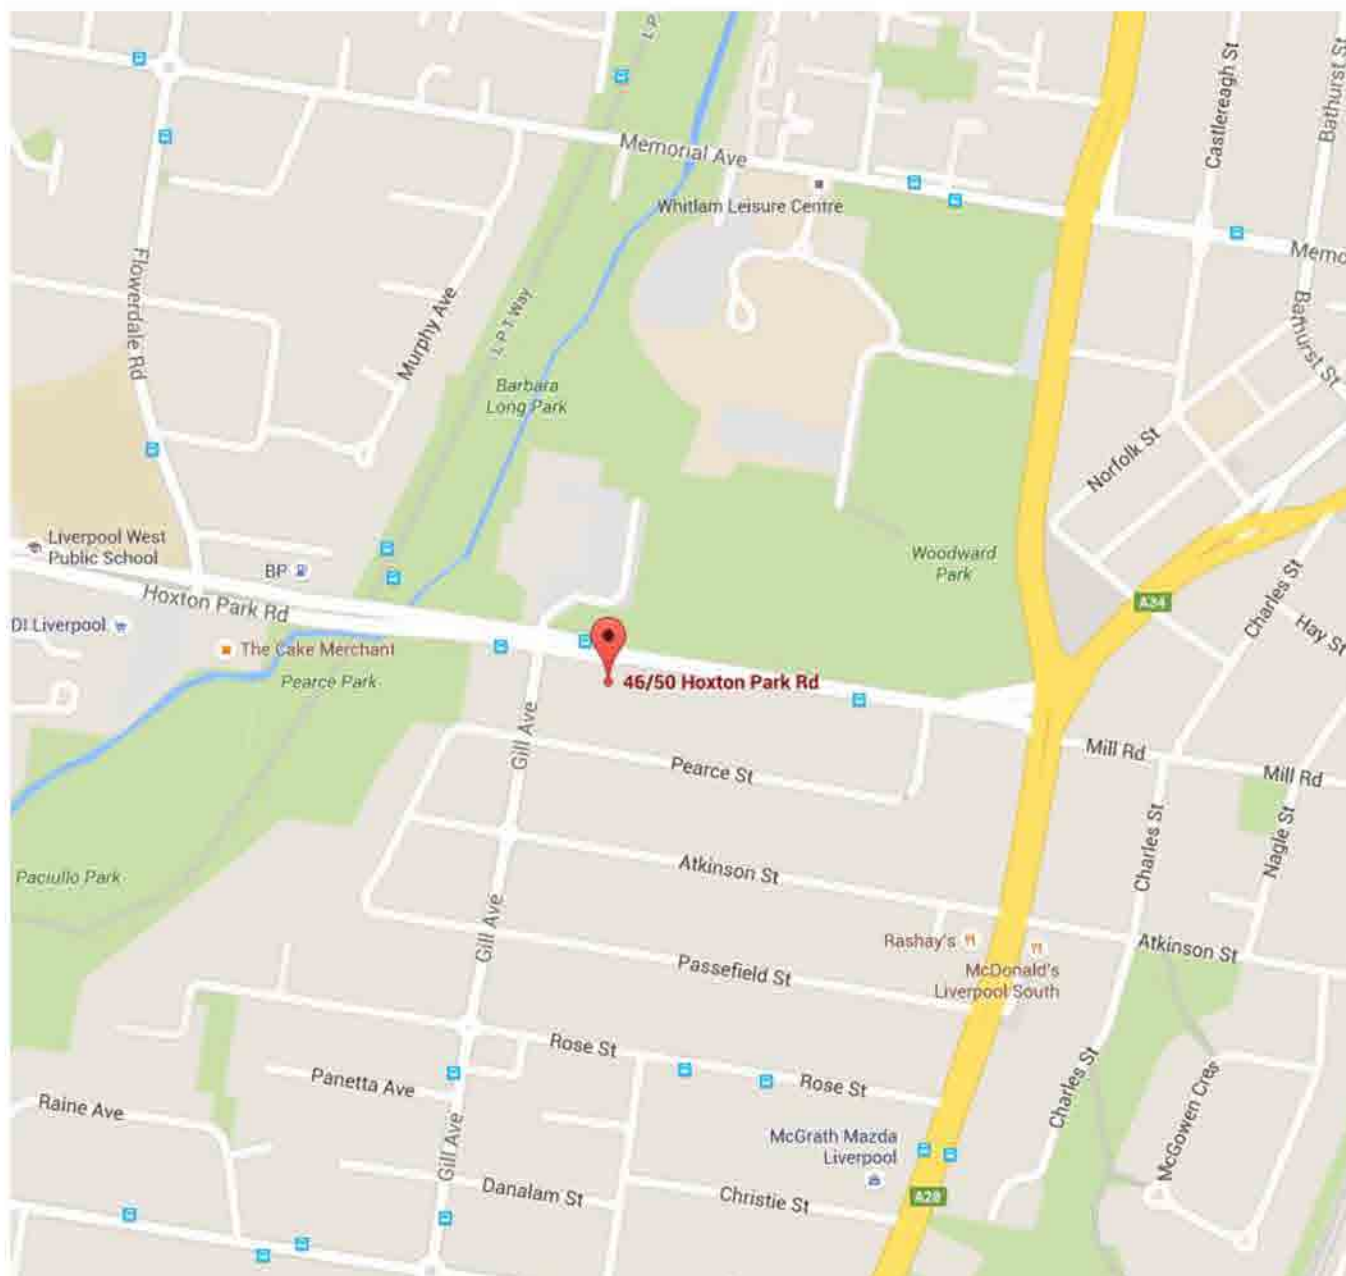 L P
Castlereagh St
Bathurst St
Memorial Ave
Whitlam Leisure Centre
Memo
Flowerdale Rd
Murphy Ave
L P T Way
Bathurst St
Barbara
Long Park
Norfolk St
Liverpool West
Public School
BP
Woodward
Park
Hoxton Park Rd
A34
Charles St
Hay St
DI Liverpool
The Cake Merchant
Pearce Park
46/50 Hoxton Park Rd
Gill Ave
Mill Rd
Mill Rd
Pearce St
Charles St
Nagle St
Atkinson St
Paciullo Park
Gill Ave
Rashay's
Atkinson St
Passefield St
McDonald's
Liverpool South
Rose St
Panetta Ave
Rose St
Charles St
McGowen Cres
Raine Ave
Gill Ave
McGrath Mazda
Liverpool
Danalam St
Christie St
A28